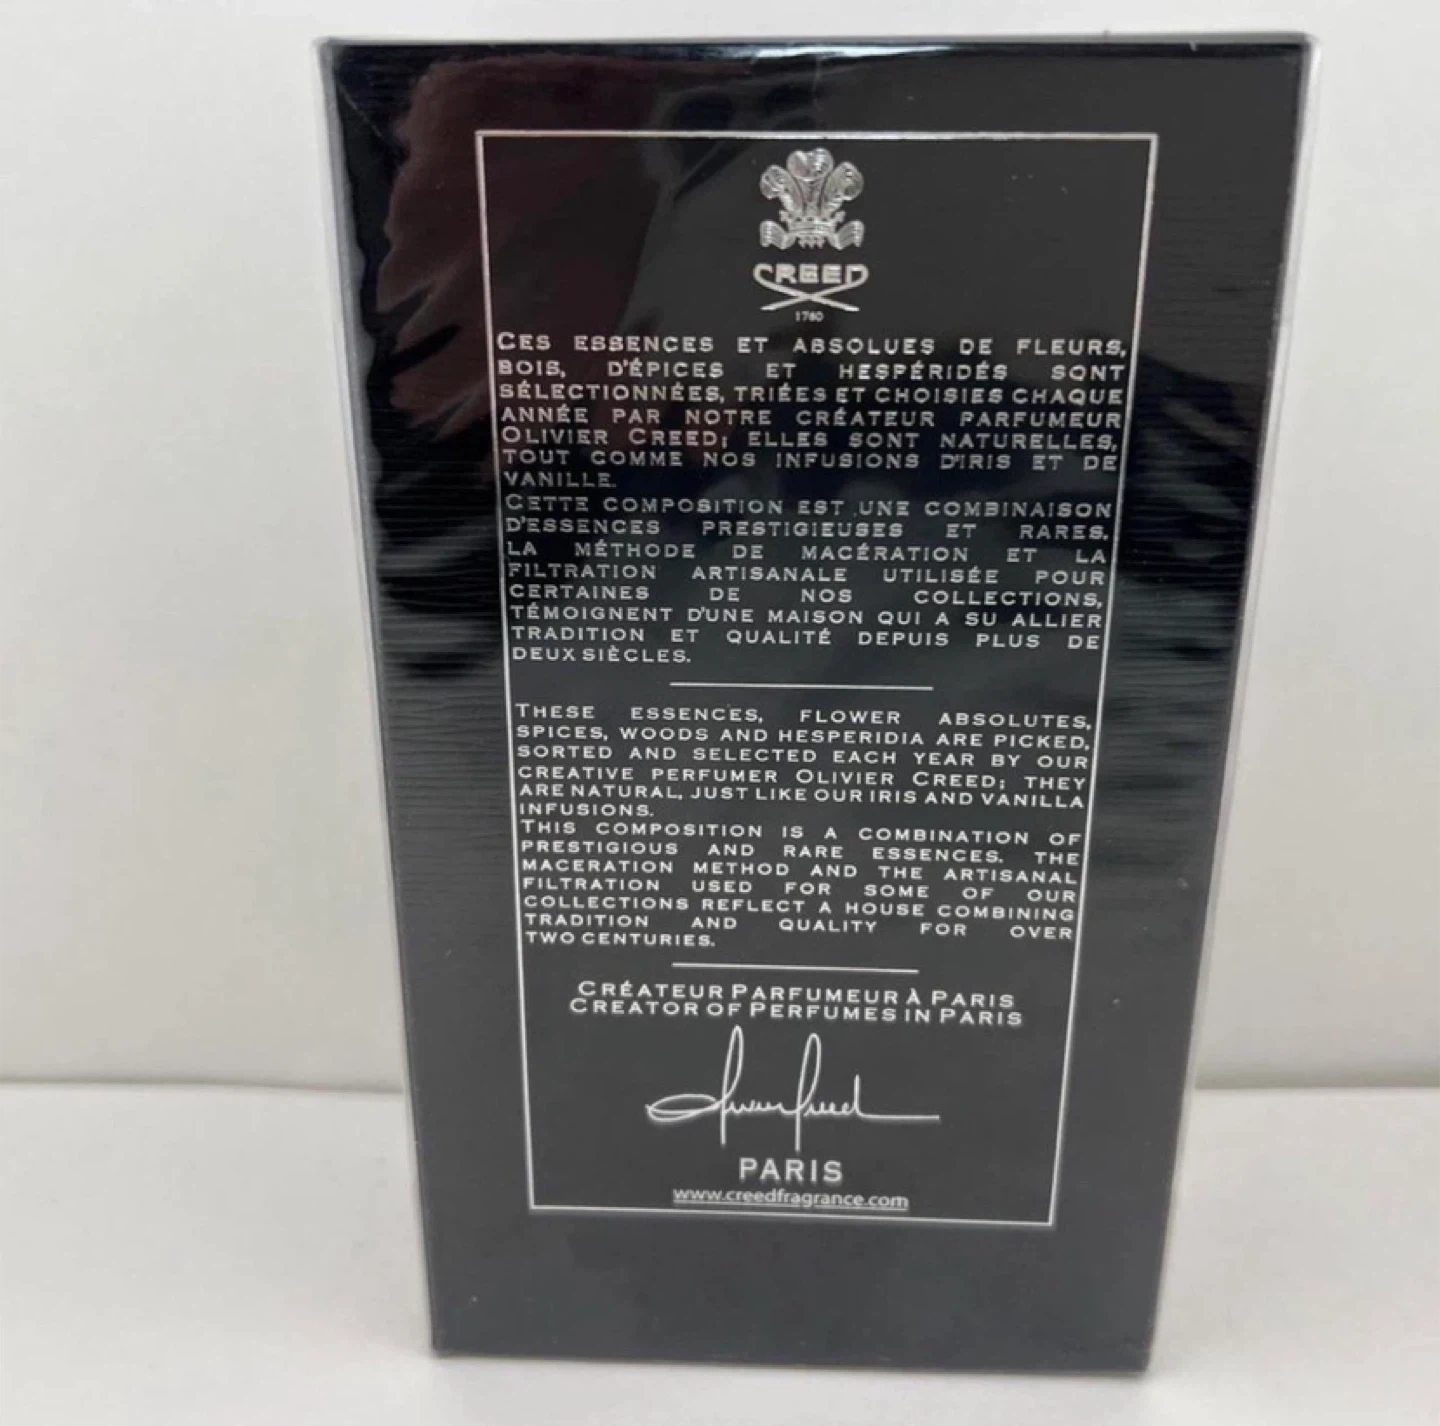 CREED
1760
CES ESSENCES ET ABSOLUES DE FLEURS,
BOIS, D'ÉPICES ET HESPÉRIDÉS SONT
SÉLECTIONNÉES, TRIÉES ET CHOISIES CHAQUE
ANNÉE PAR NOTRE CRÉATEUR PARFUMEUR
OLIVIER CREED; ELLES SONT NATURELLES,
TOUT COMME NOS INFUSIONS D'IRIS ET DE
VANILLE.
CETTE COMPOSITION EST UNE COMBINAISON
D'ESSENCES PRESTIGIEUSES ET RARES.
LA MÉTHODE DE MACÉRATION ET LA
FILTRATION ARTISANALE UTILISÉE POUR
CERTAINES DE NOS COLLECTIONS,
TÉMOIGNENT D'UNE MAISON QUI A SU ALLIER
TRADITION ET QUALITÉ DEPUIS PLUS DE
DEUX SIÈCLES.
THESE ESSENCES, FLOWER ABSOLUTES,
SPICES, WOODS AND HESPERIDIA ARE PICKED,
SORTED AND SELECTED EACH YEAR BY OUR
CREATIVE PERFUMER OLIVIER CREED; THEY
ARE NATURAL, JUST LIKE OUR IRIS AND VANILLA
INFUSIONS.
THIS COMPOSITION IS A COMBINATION OF
PRESTIGIOUS AND RARE ESSENCES. THE
MACERATION METHOD AND THE ARTISANAL
FILTRATION USED FOR SOME OF OUR
COLLECTIONS REFLECT A HOUSE COMBINING
TRADITION AND QUALITY FOR OVER
TWO CENTURIES.
CRÉATEUR PARFUMEUR À PARIS
CREATOR OF PERFUMES IN PARIS
Olivier Creed
PARIS
www.creedfragrance.com